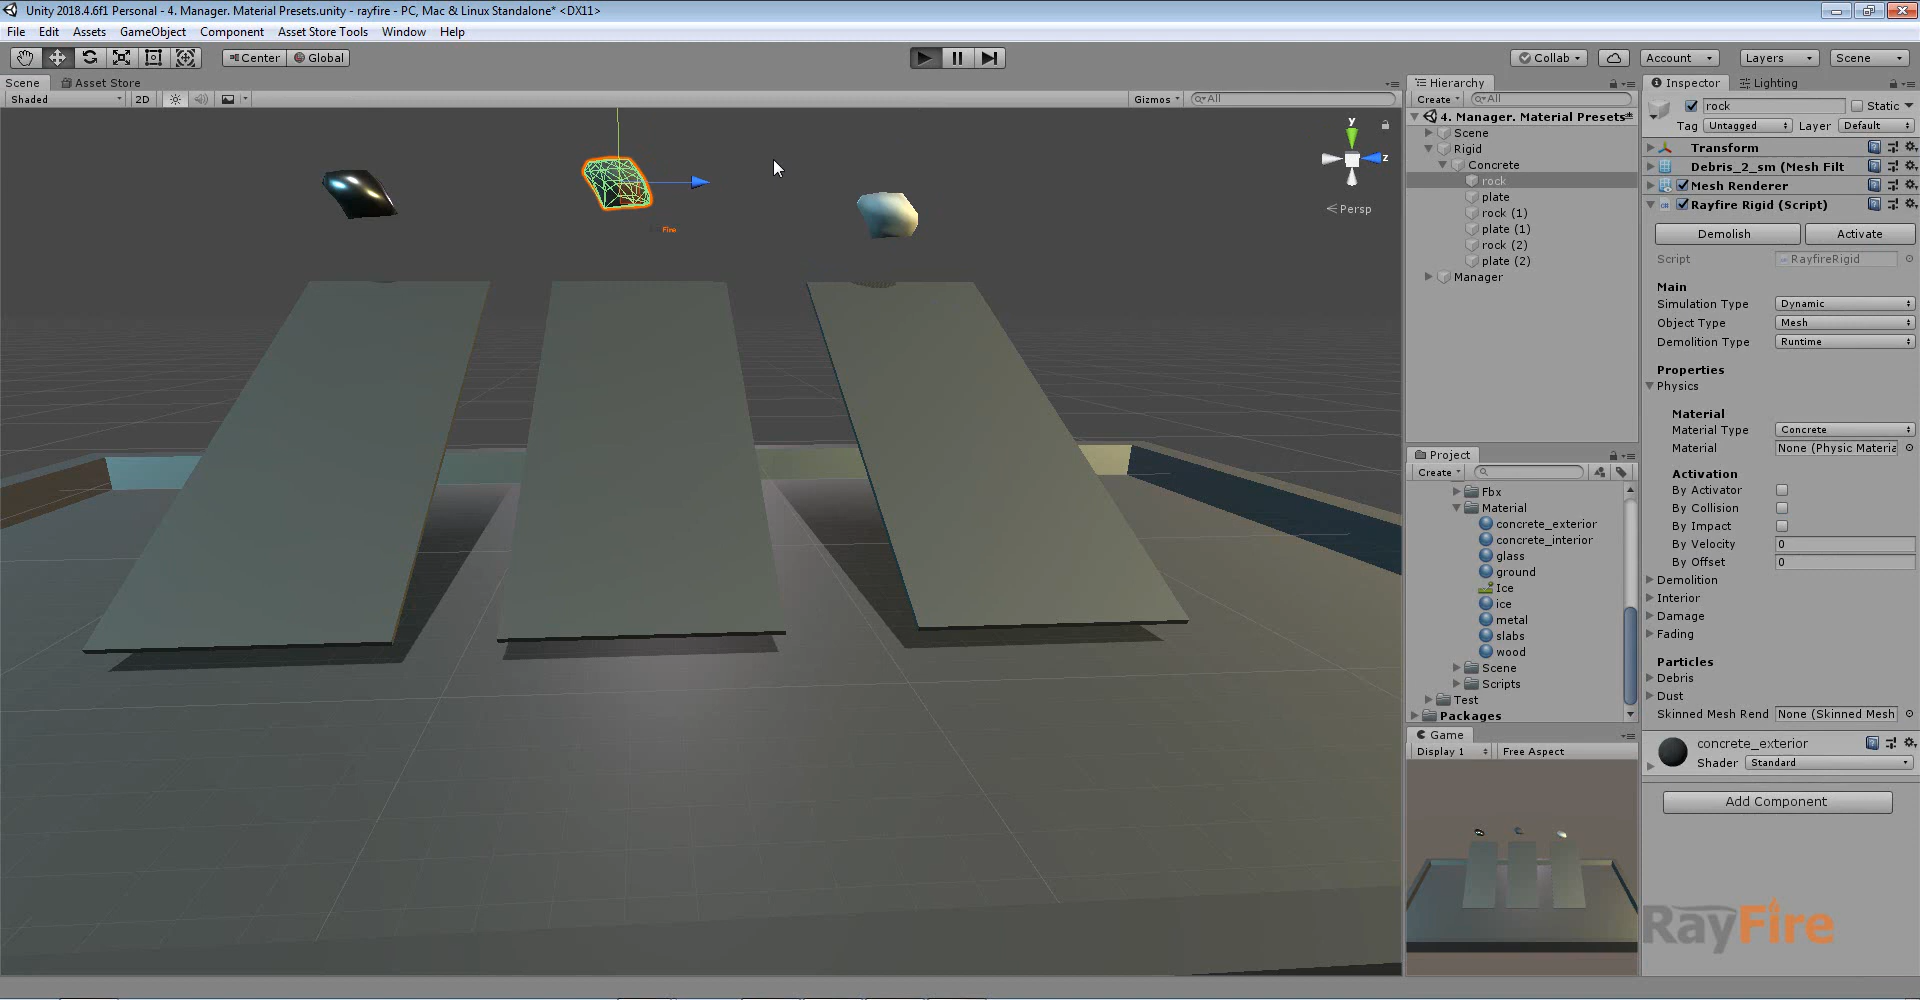 Unity 2018.4.6f1 Personal - 4. Manager. Material Presets.unity - rayfire - PC, Mac & Linux Standalone* <DX11>
File Edit Assets GameObject Component Asset Store Tools Window Help
Center Global Collab Account Layers Scene
Scene Asset Store
Shaded 2D Gizmos All
y
z
Persp
Fire
Hierarchy
Create All
4. Manager. Material Presets*
Scene
Rigid
Concrete
rock
plate
rock (1)
plate (1)
rock (2)
plate (2)
Manager
Project
Create
Fbx
Material
concrete_exterior
concrete_interior
glass
ground
Ice
ice
metal
slabs
wood
Scene
Scripts
Test
Packages
Game
Display 1 Free Aspect
Inspector Lighting
rock Static
Tag Untagged Layer Default
Transform
Debris_2_sm (Mesh Filt
Mesh Renderer
Rayfire Rigid (Script)
Demolish Activate
Script RayfireRigid
Main
Simulation Type Dynamic
Object Type Mesh
Demolition Type Runtime
Properties
Physics
Material
Material Type Concrete
Material None (Physic Materia
Activation
By Activator
By Collision
By Impact
By Velocity 0
By Offset 0
Demolition
Interior
Damage
Fading
Particles
Debris
Dust
Skinned Mesh Rend None (Skinned Mesh
concrete_exterior
Shader Standard
Add Component
RayFire